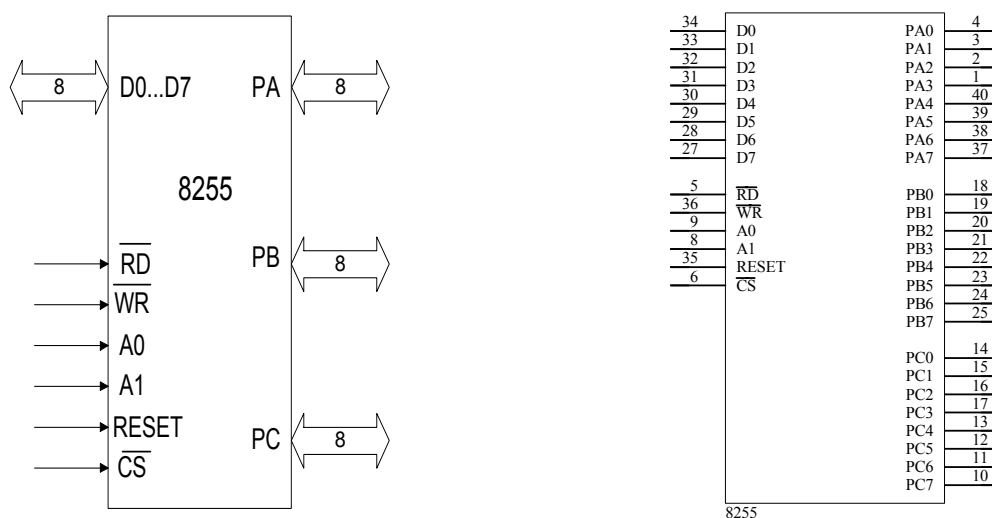 8 D0...D7 PA 8
8255
PB 8
RD
WR
A0
A1
RESET
PC 8
CS
34 D0 PA0 4
33 D1 PA1 3
32 D2 PA2 2
31 D3 PA3 1
30 D4 PA4 40
29 D5 PA5 39
28 D6 PA6 38
27 D7 PA7 37
5 RD PB0 18
36 WR PB1 19
9 A0 PB2 20
8 A1 PB3 21
35 RESET PB4 22
6 CS PB5 23
PB6 24
PB7 25
PC0 14
PC1 15
PC2 16
PC3 17
PC4 13
PC5 12
PC6 11
PC7 10
8255